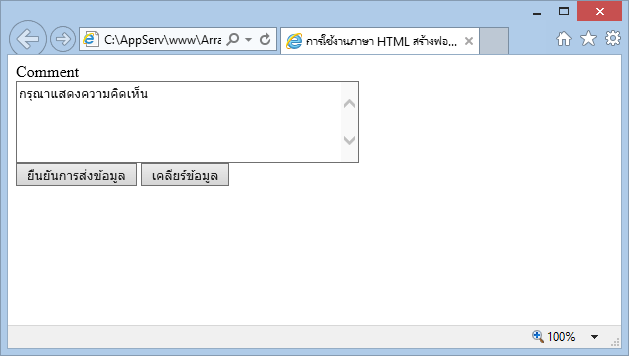 C:\AppServ\www\Arra
การใช้งานภาษา HTML สร้างฟอ...
Comment
กรุณาแสดงความคิดเห็น
ยืนยันการส่งข้อมูล เคลียร์ข้อมูล
100%